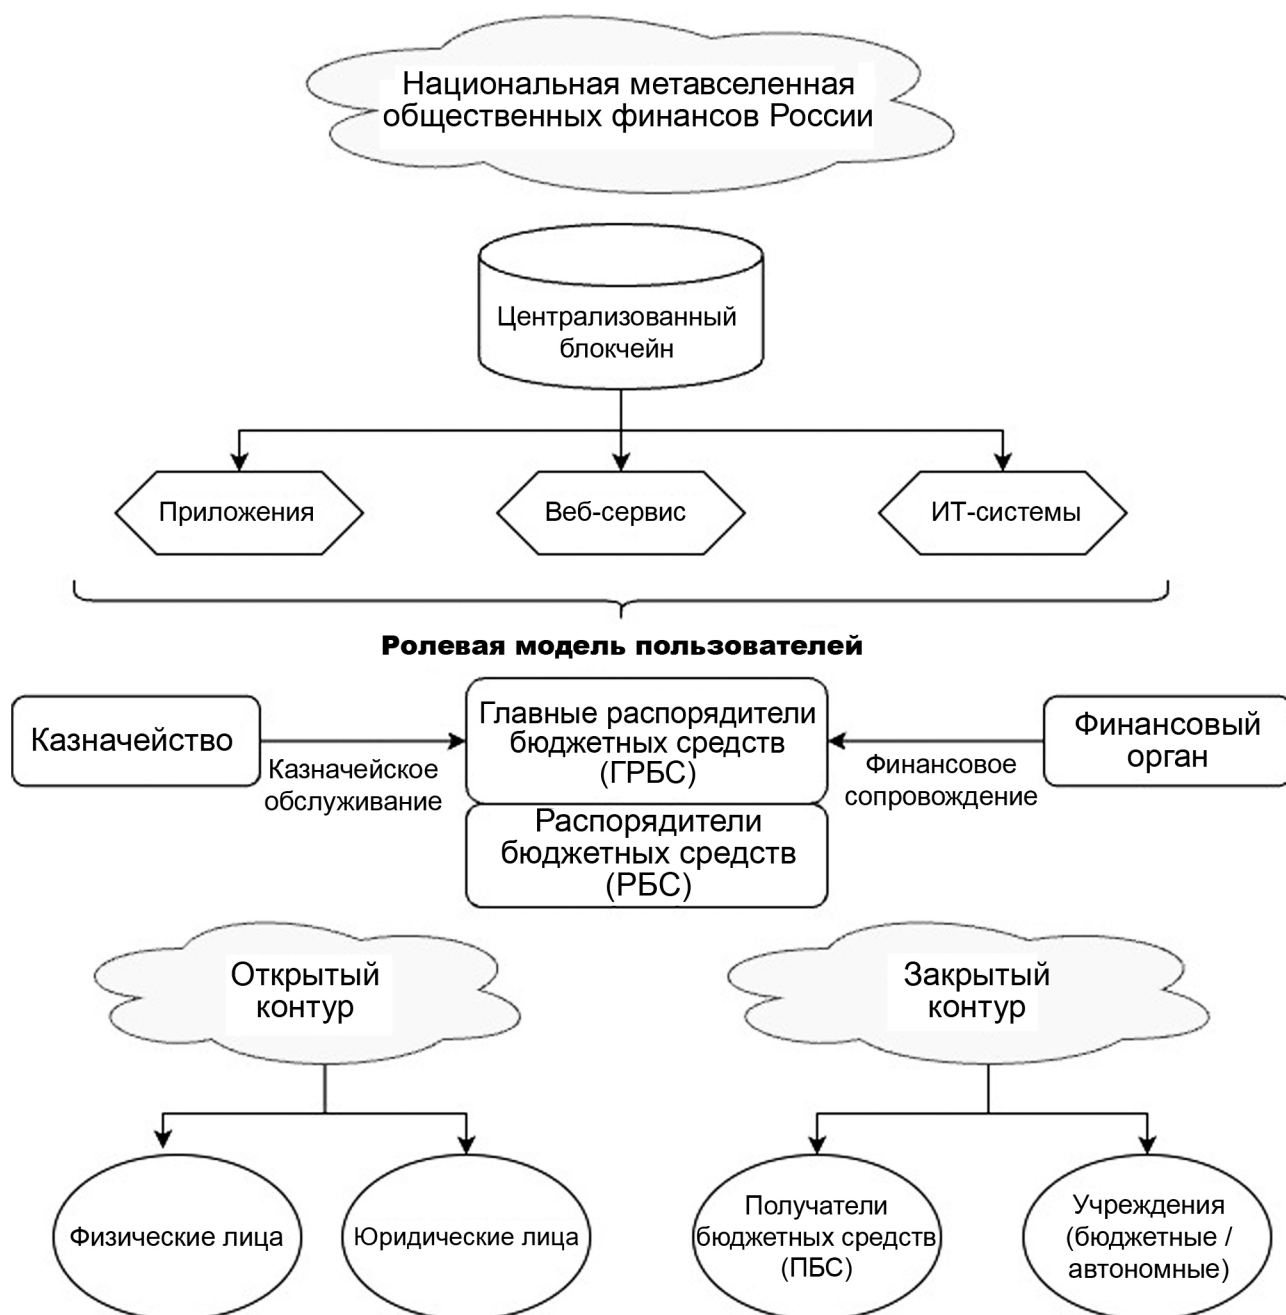 Национальная метавселенная
общественных финансов России
Централизованный
блокчейн
Приложения
Веб-сервис
ИТ-системы
Ролевая модель пользователей
Казначейство
Казначейское
обслуживание
Главные распорядители
бюджетных средств
(ГРБС)
Распорядители
бюджетных средств
(РБС)
Финансовое
сопровождение
Финансовый
орган
Открытый
контур
Закрытый
контур
Физические лица
Юридические лица
Получатели
бюджетных средств
(ПБС)
Учреждения
(бюджетные /
автономные)